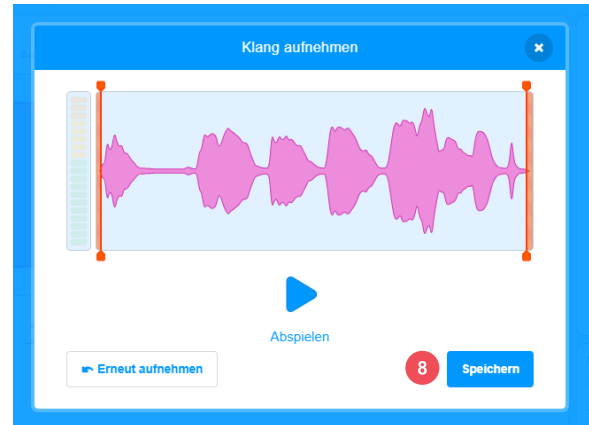 Klang aufnehmen
Abspielen
Erneut aufnehmen
8
Speichern